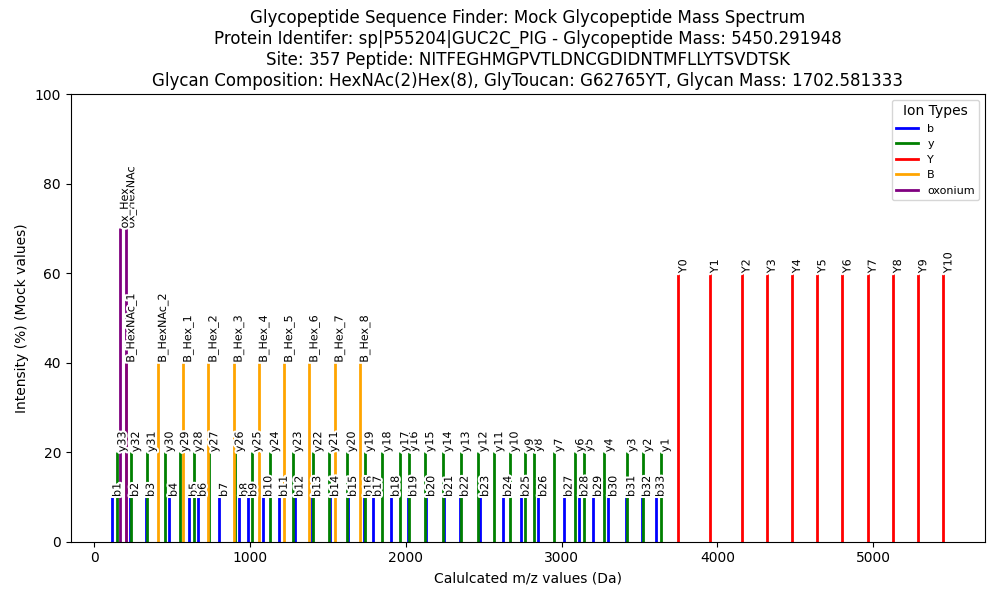 Glycopeptide Sequence Finder: Mock Glycopeptide Mass Spectrum
Protein Identifer: sp|P55204|GUC2C_PIG - Glycopeptide Mass: 5450.291948
Site: 357 Peptide: NITFEGHMGPVTLDNCGDIDNTMFLLYTSVDTSK
Glycan Composition: HexNAc(2)Hex(8), GlyToucan: G62765YT, Glycan Mass: 1702.581333
100
80
60
40
20
0
Intensity (%) (Mock values)
Ion Types
b
y
Y
B
oxonium
ox_Hex
ox_HexNAc
Y0
Y1
Y2
Y3
Y4
Y5
Y6
Y7
Y8
Y9
Y10
B_HexNAc_1
B_HexNAc_2
B_Hex_1
B_Hex_2
B_Hex_3
B_Hex_4
B_Hex_5
B_Hex_6
B_Hex_7
B_Hex_8
y33
y32
y31
y30
y29
y28
y27
y26
y25
y24
y23
y22
y21
y20
y19
y18
y17
y16
y15
y14
y13
y12
y11
y10
y9
y8
y7
y6
y5
y4
y3
y2
y1
b1
b2
b3
b4
b5
b6
b7
b8
b9
b10
b11
b12
b13
b14
b15
b16
b17
b18
b19
b20
b21
b22
b23
b24
b25
b26
b27
b28
b29
b30
b31
b32
b33
0
1000
2000
3000
4000
5000
Calulcated m/z values (Da)